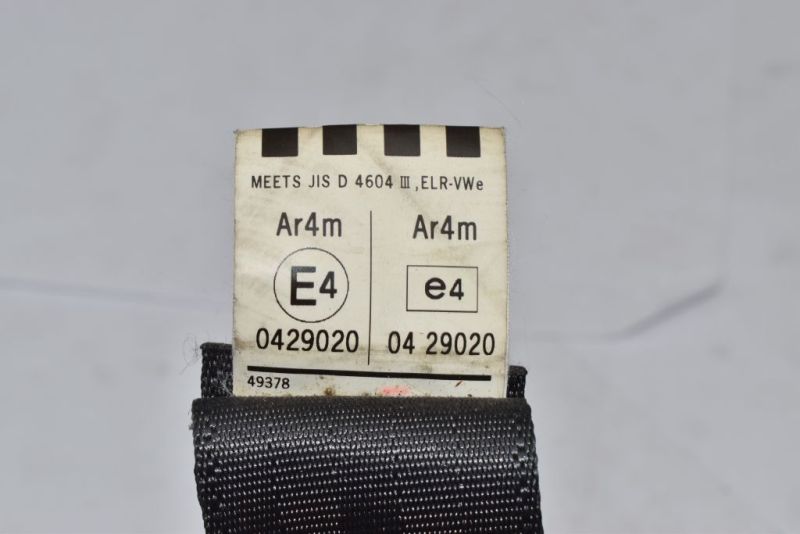 MEETS JIS D 4604 Ⅲ, ELR-VWe
Ar4m Ar4m
E4 e4
0429020 04 29020
49378